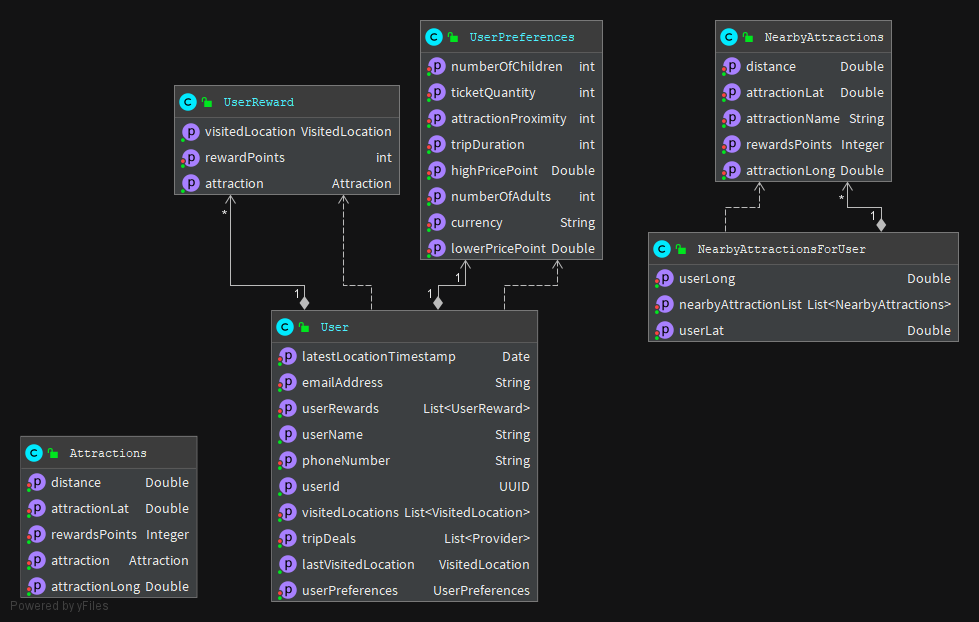 C UserPreferences
p numberOfChildren int
p ticketQuantity int
p attractionProximity int
p tripDuration int
p highPricePoint Double
p numberOfAdults int
p currency String
p lowerPricePoint Double
C NearbyAttractions
p distance Double
p attractionLat Double
p attractionName String
p rewardsPoints Integer
p attractionLong Double
C UserReward
p visitedLocation VisitedLocation
p rewardPoints int
p attraction Attraction
*
1
1
1
*
1
C NearbyAttractionsForUser
p userLong Double
p nearbyAttractionList List<NearbyAttractions>
p userLat Double
C User
p latestLocationTimestamp Date
p emailAddress String
p userRewards List<UserReward>
p userName String
p phoneNumber String
p userId UUID
p visitedLocations List<VisitedLocation>
p tripDeals List<Provider>
p lastVisitedLocation VisitedLocation
p userPreferences UserPreferences
C Attractions
p distance Double
p attractionLat Double
p rewardsPoints Integer
p attraction Attraction
p attractionLong Double
Powered by yFiles